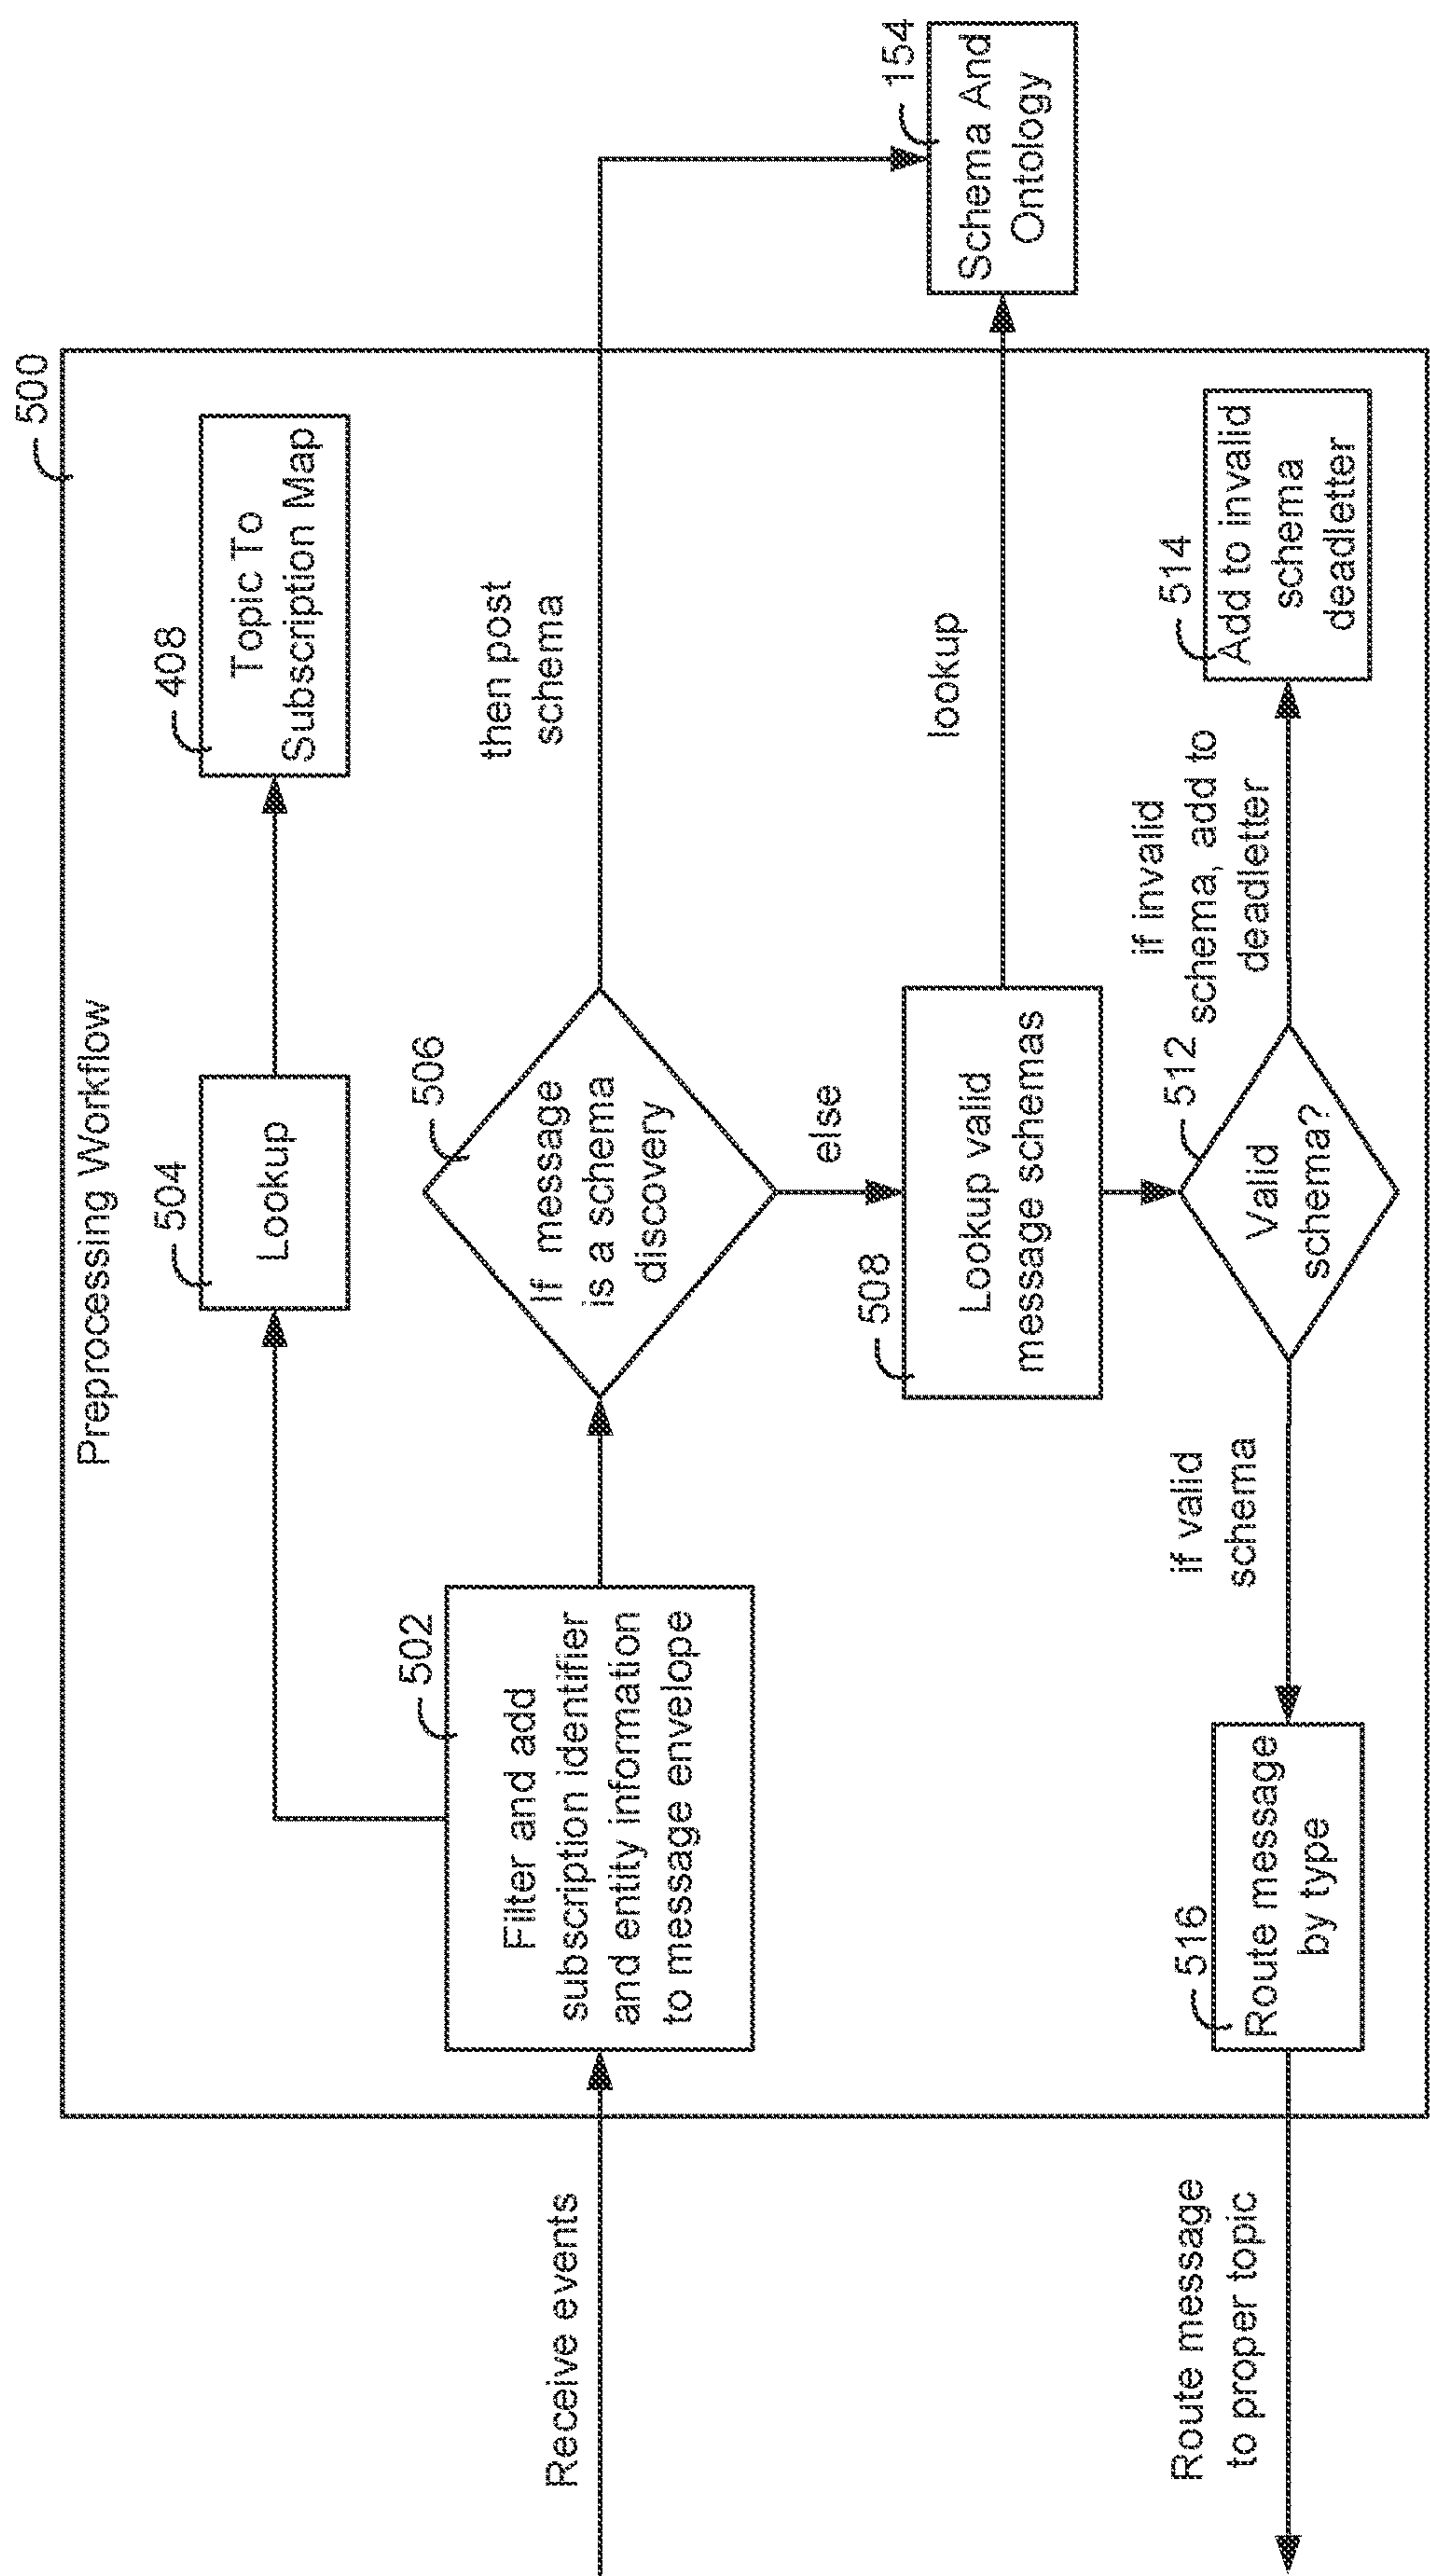 500
Preprocessing Workflow
504
Lookup
408
Topic To
Subscription Map
Receive events
502
Filter and add
subscription identifier
and entity information
to message envelope
506
If message
is a schema
discovery
then post
schema
154
Schema And
Ontology
else
508
Lookup valid
message schemas
lookup
Route message
to proper topic
516
Route message
by type
if valid
schema
512
Valid
schema?
if invalid
schema, add to
deadletter
514
Add to invalid
schema
deadletter